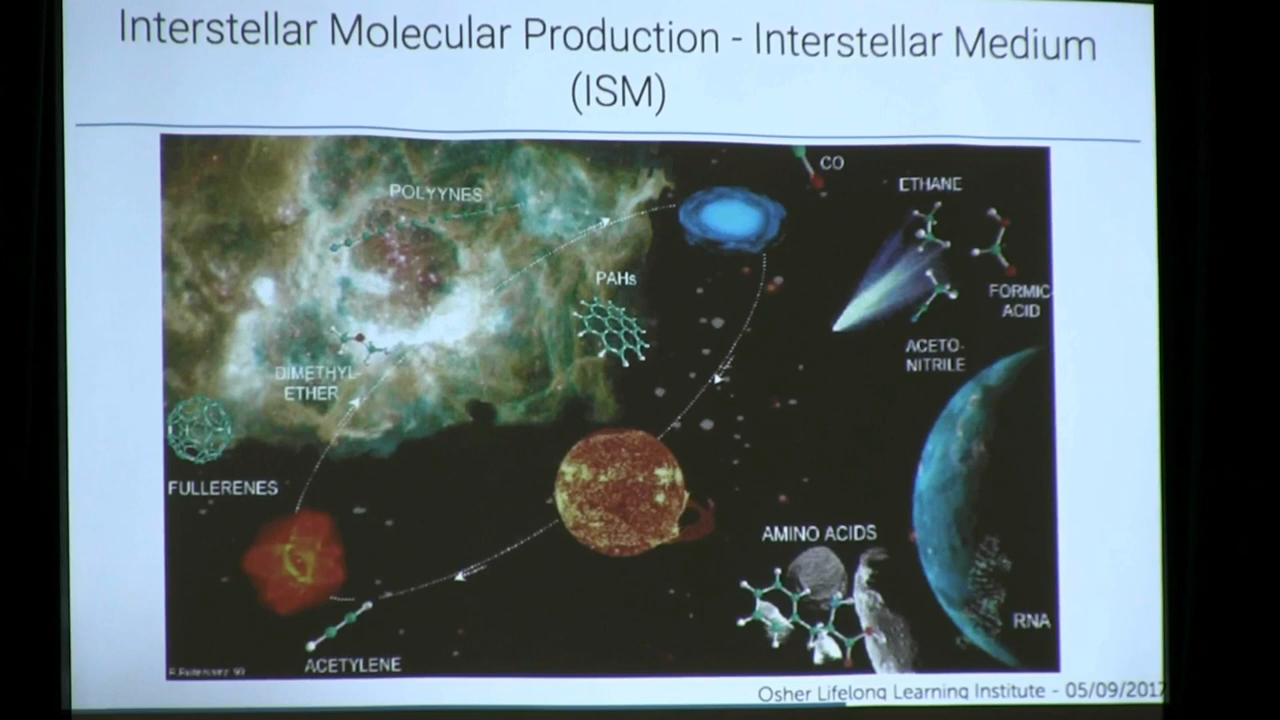 Interstellar Molecular Production - Interstellar Medium
(ISM)
CO
ETHANE
POLYYNES
PAHs
FORMIC
ACID
ACETO-
NITRILE
DIMETHYL-
ETHER
FULLERENES
AMINO ACIDS
RNA
ACETYLENE
Osher Lifelong Learning Institute - 05/09/2017